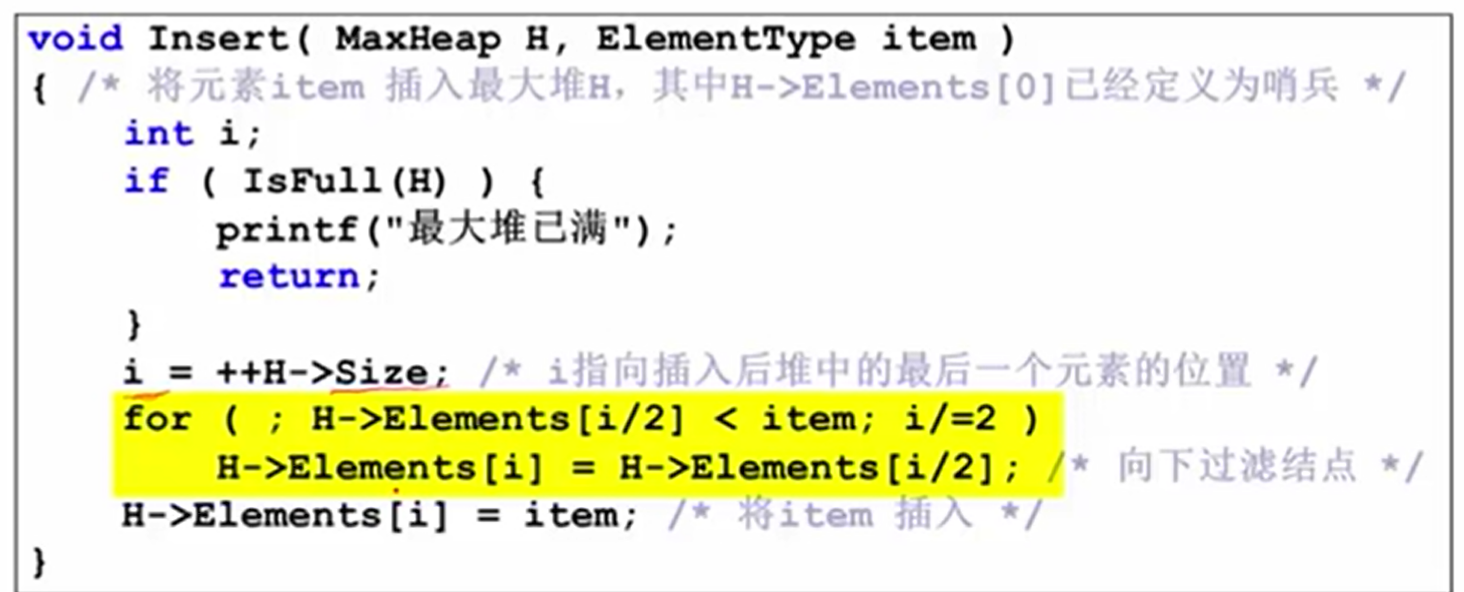 void Insert( MaxHeap H, ElementType item )
{ /* 将元素item 插入最大堆H，其中H->Elements[0]已经定义为哨兵 */
int i;
if ( IsFull(H) ) {
printf("最大堆已满");
return;
}
i = ++H->Size; /* i指向插入后堆中的最后一个元素的位置 */
for ( ; H->Elements[i/2] < item; i/=2 )
H->Elements[i] = H->Elements[i/2]; /* 向下过滤结点 */
H->Elements[i] = item; /* 将item 插入 */
}